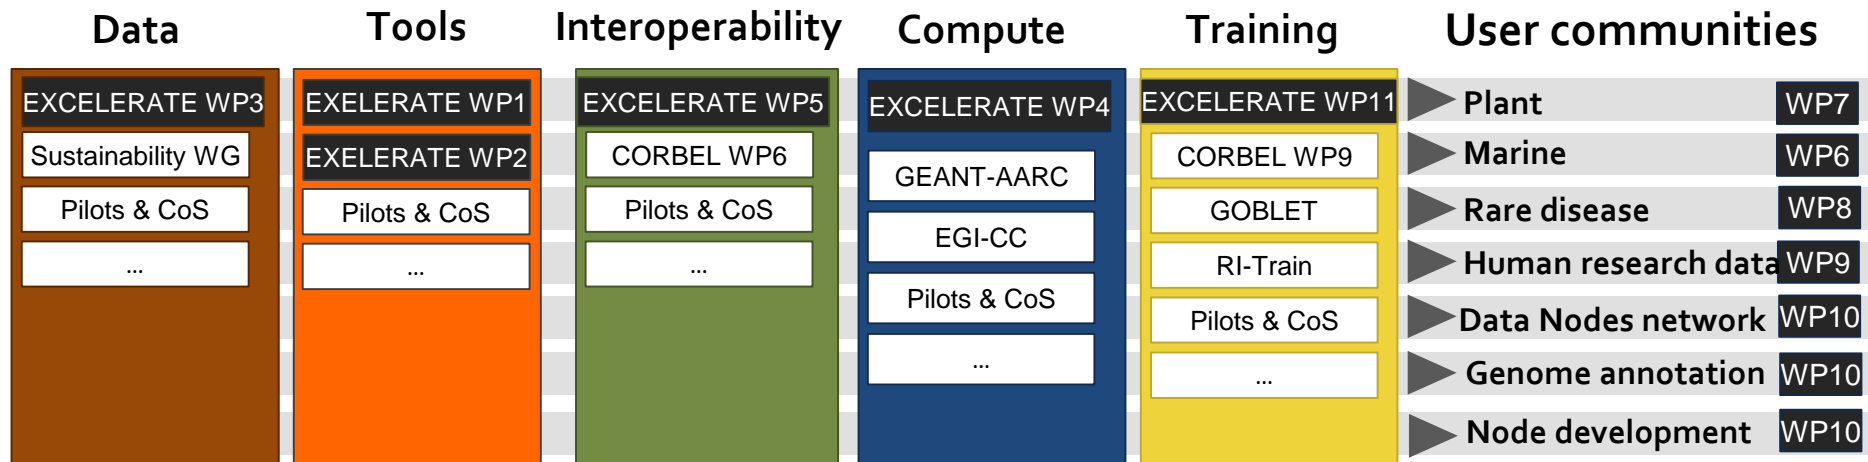 Data
EXCELERATE WP3
Sustainability WG
Pilots & CoS
...
Tools
EXELERATE WP1
EXELERATE WP2
Pilots & CoS
...
Interoperability
EXCELERATE WP5
CORBEL WP6
Pilots & CoS
...
Compute
EXCELERATE WP4
GEANT-AARC
EGI-CC
Pilots & CoS
...
Training
EXCELERATE WP11
CORBEL WP9
GOBLET
RI-Train
Pilots & CoS
...
User communities
Plant WP7
Marine WP6
Rare disease WP8
Human research data WP9
Data Nodes network WP10
Genome annotation WP10
Node development WP10